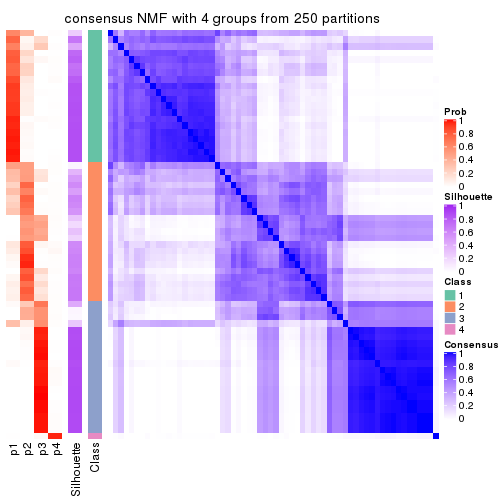 consensus NMF with 4 groups from 250 partitions
Prob
1
0.8
0.6
0.4
0.2
0
Silhouette
1
0.8
0.6
0.4
0.2
0
Class
1
2
3
4
Consensus
1
0.8
0.6
0.4
0.2
0
p1
p2
p3
p4
Silhouette
Class